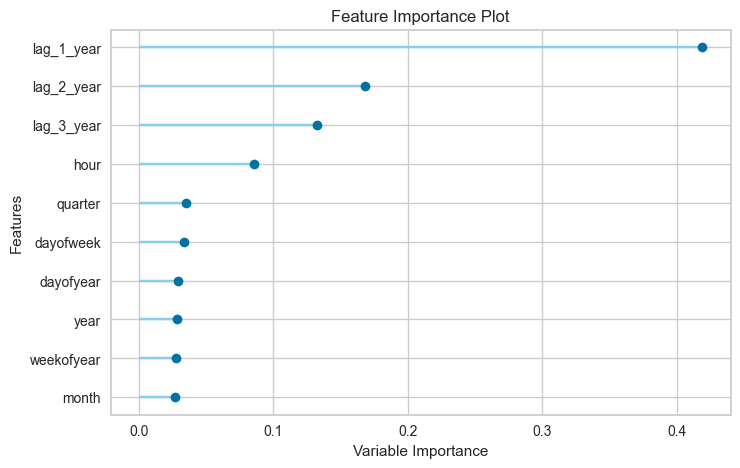 Feature Importance Plot
Features
lag_1_year
lag_2_year
lag_3_year
hour
quarter
dayofweek
dayofyear
year
weekofyear
month
0.0 0.1 0.2 0.3 0.4
Variable Importance